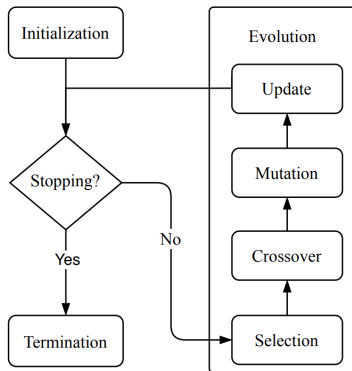 Initialization
Evolution
Update
Stopping?
Mutation
No
Yes
Crossover
Termination
Selection